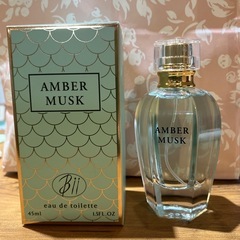 AMBER
MUSK
Bii
eau de toilette
45ml 1.5FL.OZ
AMBER
MUSK